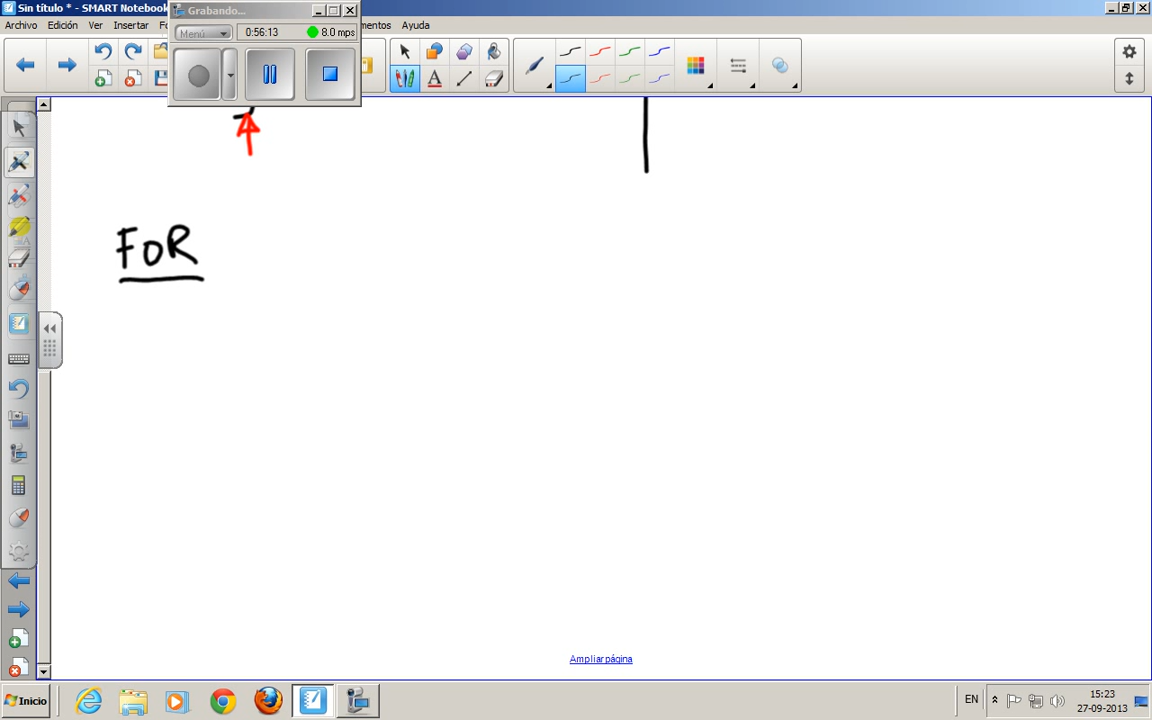 Sin título * - SMART Notebook
Grabando...
Archivo Edición Ver Insertar Fo
Menú 0:56:13 8.0 mps
mentos Ayuda
FOR
Ampliar página
Inicio
EN 15:23
27-09-2013